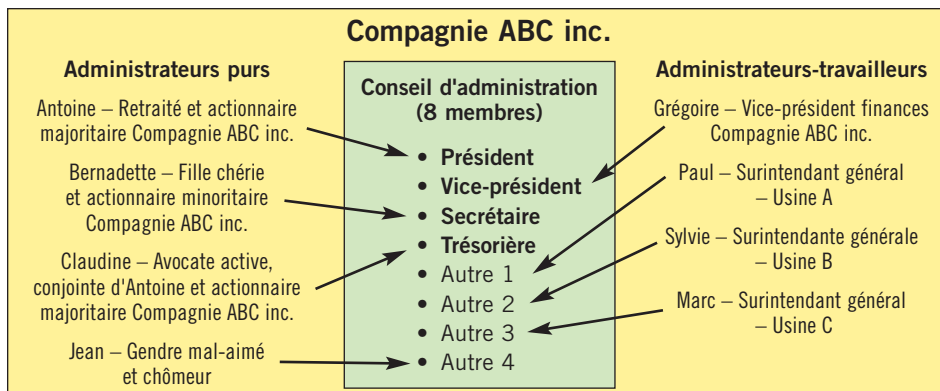 Compagnie ABC inc.
Administrateurs purs
Antoine – Retraité et actionnaire
majoritaire Compagnie ABC inc.
Bernadette – Fille chérie
et actionnaire minoritaire
Compagnie ABC inc.
Claudine – Avocate active,
conjointe d'Antoine et actionnaire
majoritaire Compagnie ABC inc.
Jean – Gendre mal-aimé
et chômeur
Conseil d'administration
(8 membres)
• Président
• Vice-président
• Secrétaire
• Trésorière
• Autre 1
• Autre 2
• Autre 3
• Autre 4
Administrateurs-travailleurs
Grégoire – Vice-président finances
Compagnie ABC inc.
Paul – Surintendant général
– Usine A
Sylvie – Surintendante générale
– Usine B
Marc – Surintendant général
– Usine C